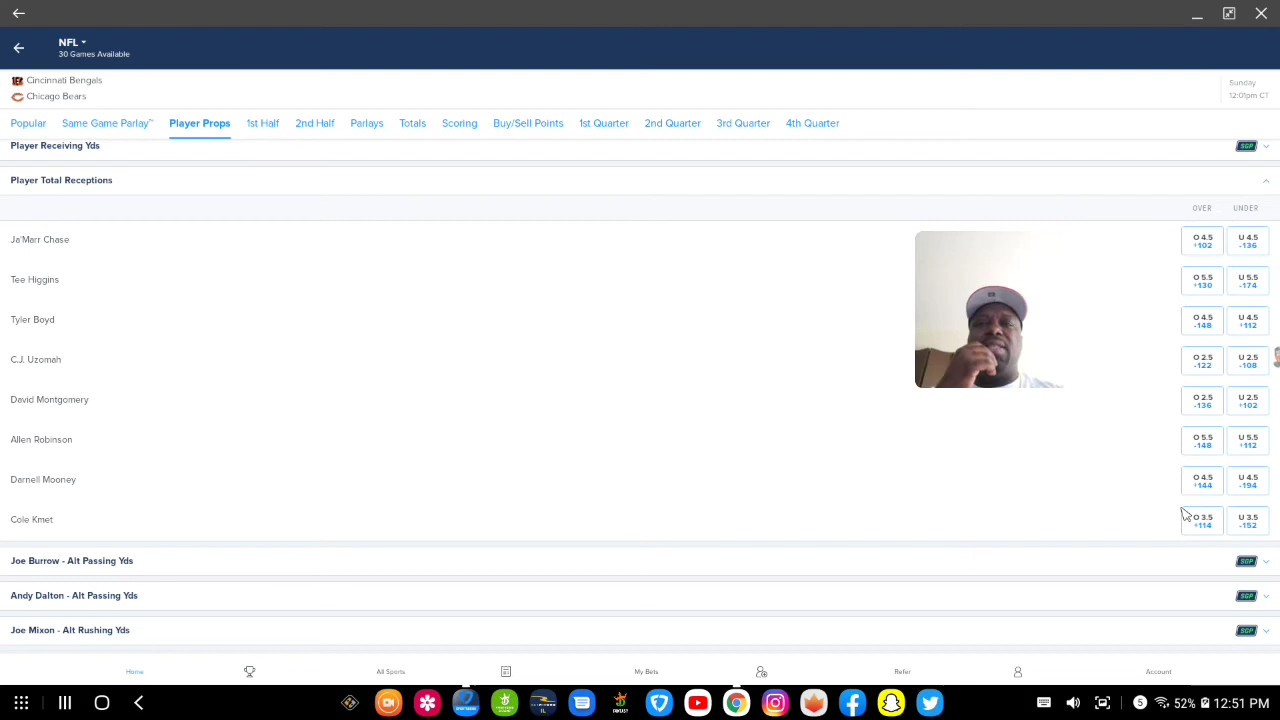 NFL
30 Games Available
Cincinnati Bengals
Chicago Bears
Sunday
12:01pm CT
Popular Same Game Parlay™ Player Props 1st Half 2nd Half Parlays Totals Scoring Buy/Sell Points 1st Quarter 2nd Quarter 3rd Quarter 4th Quarter
Player Receiving Yds SGP
Player Total Receptions
OVER UNDER
Ja'Marr Chase O 4.5 +102 U 4.5 -136
Tee Higgins O 5.5 +130 U 5.5 -174
Tyler Boyd O 4.5 -148 U 4.5 +112
C.J. Uzomah O 2.5 -122 U 2.5 -108
David Montgomery O 2.5 -136 U 2.5 +102
Allen Robinson O 5.5 -148 U 5.5 +112
Darnell Mooney O 4.5 +144 U 4.5 -194
Cole Kmet O 3.5 +114 U 3.5 -152
Joe Burrow - Alt Passing Yds SGP
Andy Dalton - Alt Passing Yds SGP
Joe Mixon - Alt Rushing Yds SGP
Home All Sports My Bets Refer Account
5 52% 12:51 PM